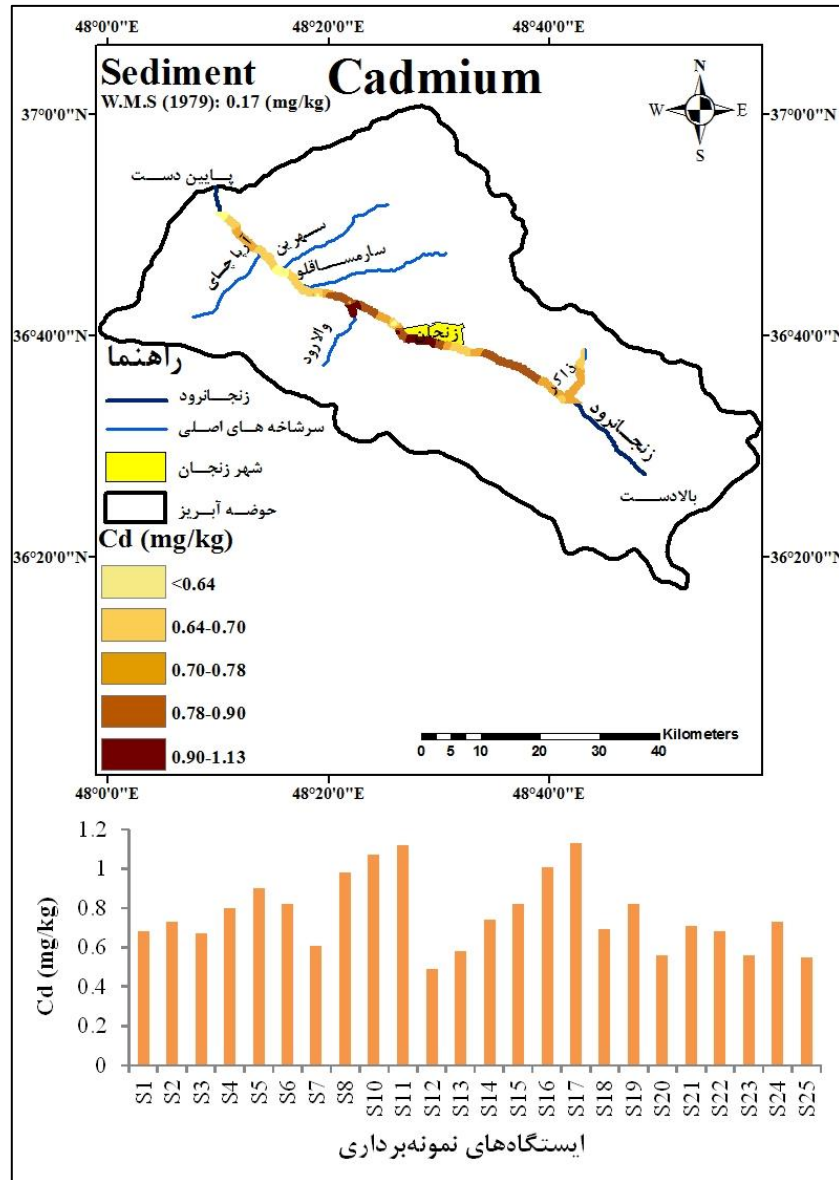 48°0'0"E 48°20'0"E 48°40'0"E
Sediment
Cadmium
W.M.S (1979): 0.17 (mg/kg)
N
W E
S
37°0'0"N 37°0'0"N
پایین دست
سهرین
سارمساقلو
آرپا چای
36°40'0"N 36°40'0"N
زنجان
والارود
ذاکر
زنجانرود
بالادست
راهنما
زنجانرود
سرشاخه های اصلی
شهر زنجان
حوضه آبریز
36°20'0"N 36°20'0"N
Cd (mg/kg)
<0.64
0.64-0.70
0.70-0.78
0.78-0.90
0.90-1.13
Kilometers
0 5 10 20 30 40
48°0'0"E 48°20'0"E 48°40'0"E
1.2
1
0.8
0.6
0.4
0.2
0
Cd (mg/kg)
S1 S2 S3 S4 S5 S6 S7 S8 S10 S11 S12 S13 S14 S15 S16 S17 S18 S19 S20 S21 S22 S23 S24 S25
ایستگاه‌های نمونه‌برداری